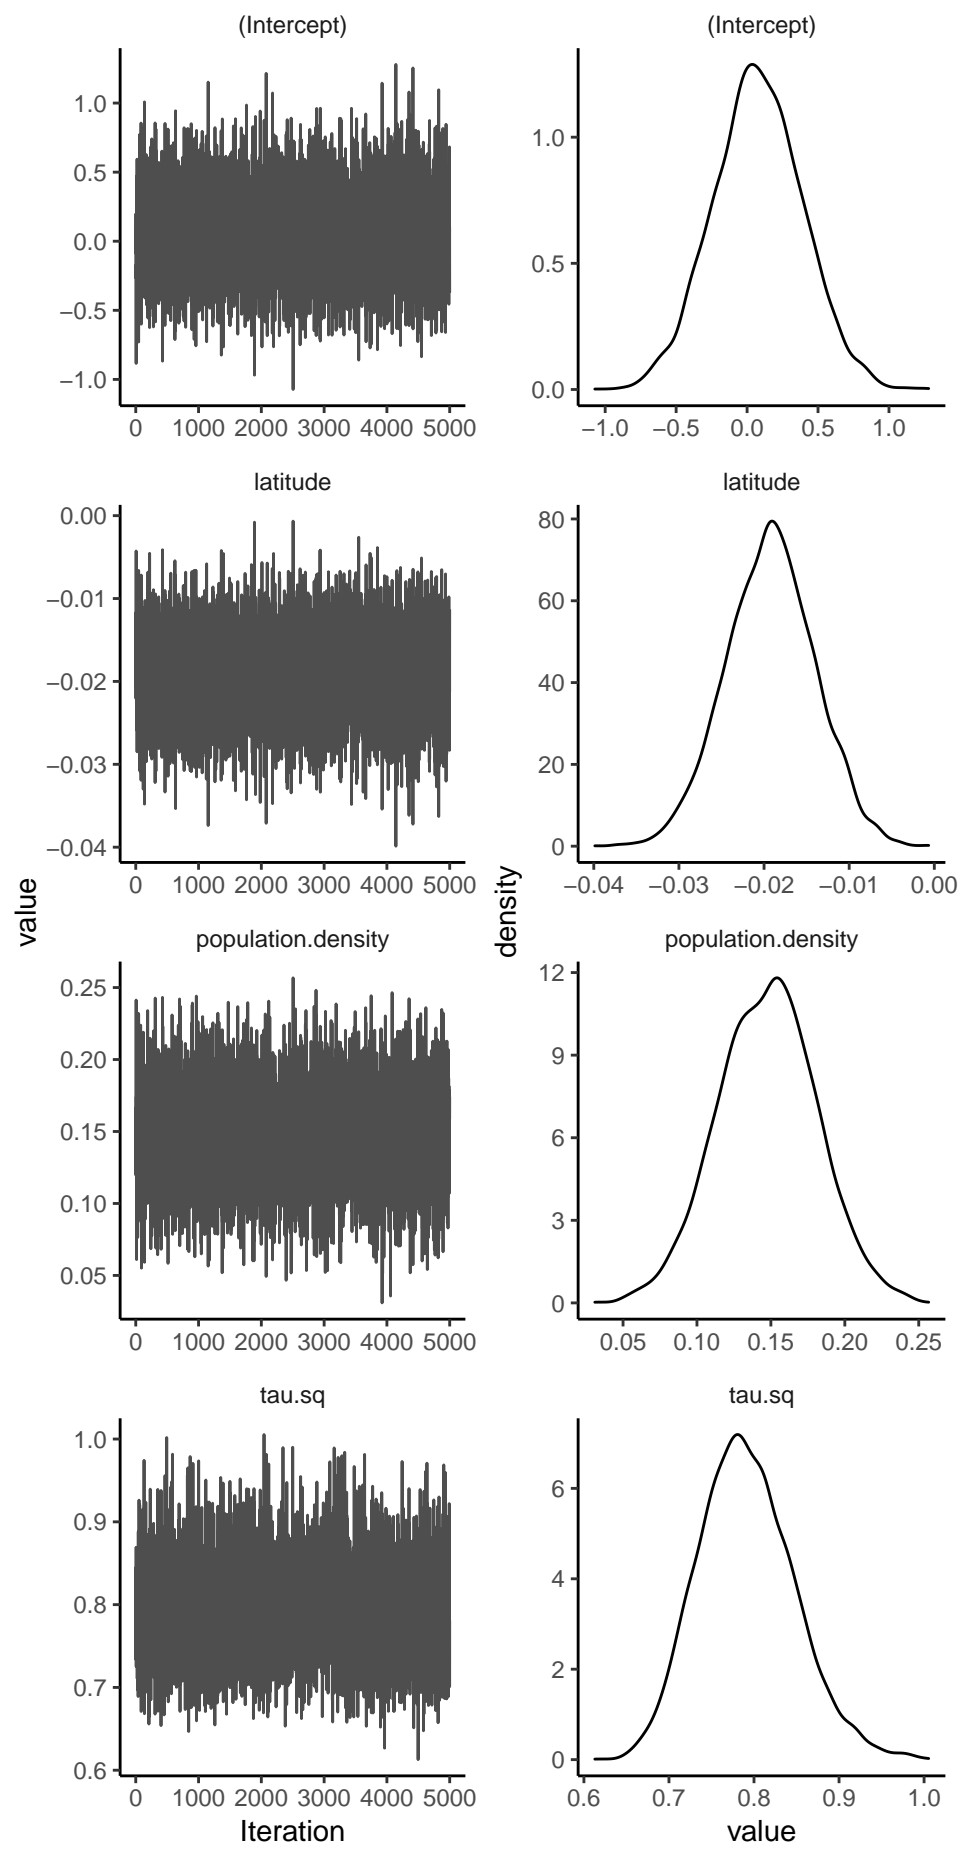 (Intercept)
(Intercept)
1.0
0.5
0.0
−0.5
−1.0
0 1000 2000 3000 4000 5000
1.0
0.5
0.0
−1.0 −0.5 0.0 0.5 1.0
latitude
latitude
0.00
−0.01
−0.02
−0.03
−0.04
0 1000 2000 3000 4000 5000
80
60
40
20
0
−0.04 −0.03 −0.02 −0.01 0.00
value
density
population.density
population.density
0.25
0.20
0.15
0.10
0.05
0 1000 2000 3000 4000 5000
12
9
6
3
0
0.05 0.10 0.15 0.20 0.25
tau.sq
tau.sq
1.0
0.9
0.8
0.7
0.6
0 1000 2000 3000 4000 5000
6
4
2
0
0.6 0.7 0.8 0.9 1.0
Iteration
value